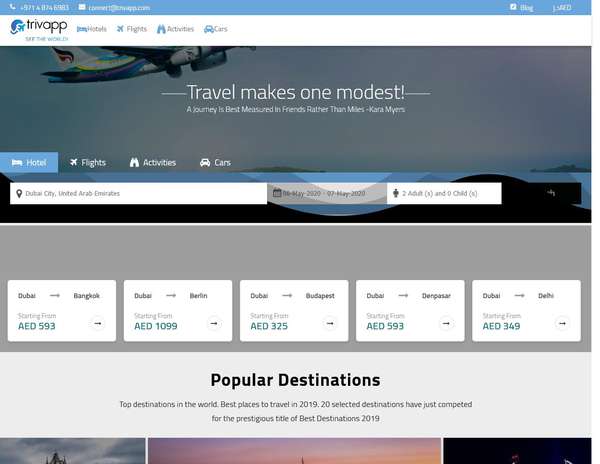 +971 4 874 6983 connect@trivapp.com Blog د.إAED
trivapp
SEE THE WORLD!
Hotels Flights Activities Cars
Travel makes one modest!
A Journey Is Best Measured In Friends Rather Than Miles -Kara Myers
Hotel Flights Activities Cars
Dubai City, United Arab Emirates 06-May-2020 - 07-May-2020 2 Adult (s) and 0 Child (s)
Dubai Bangkok Dubai Berlin Dubai Budapest Dubai Denpasar Dubai Delhi
Starting From Starting From Starting From Starting From Starting From
AED 593 AED 1099 AED 325 AED 593 AED 349
Popular Destinations
Top destinations in the world. Best places to travel in 2019. 20 selected destinations have just competed
for the prestigious title of Best Destinations 2019